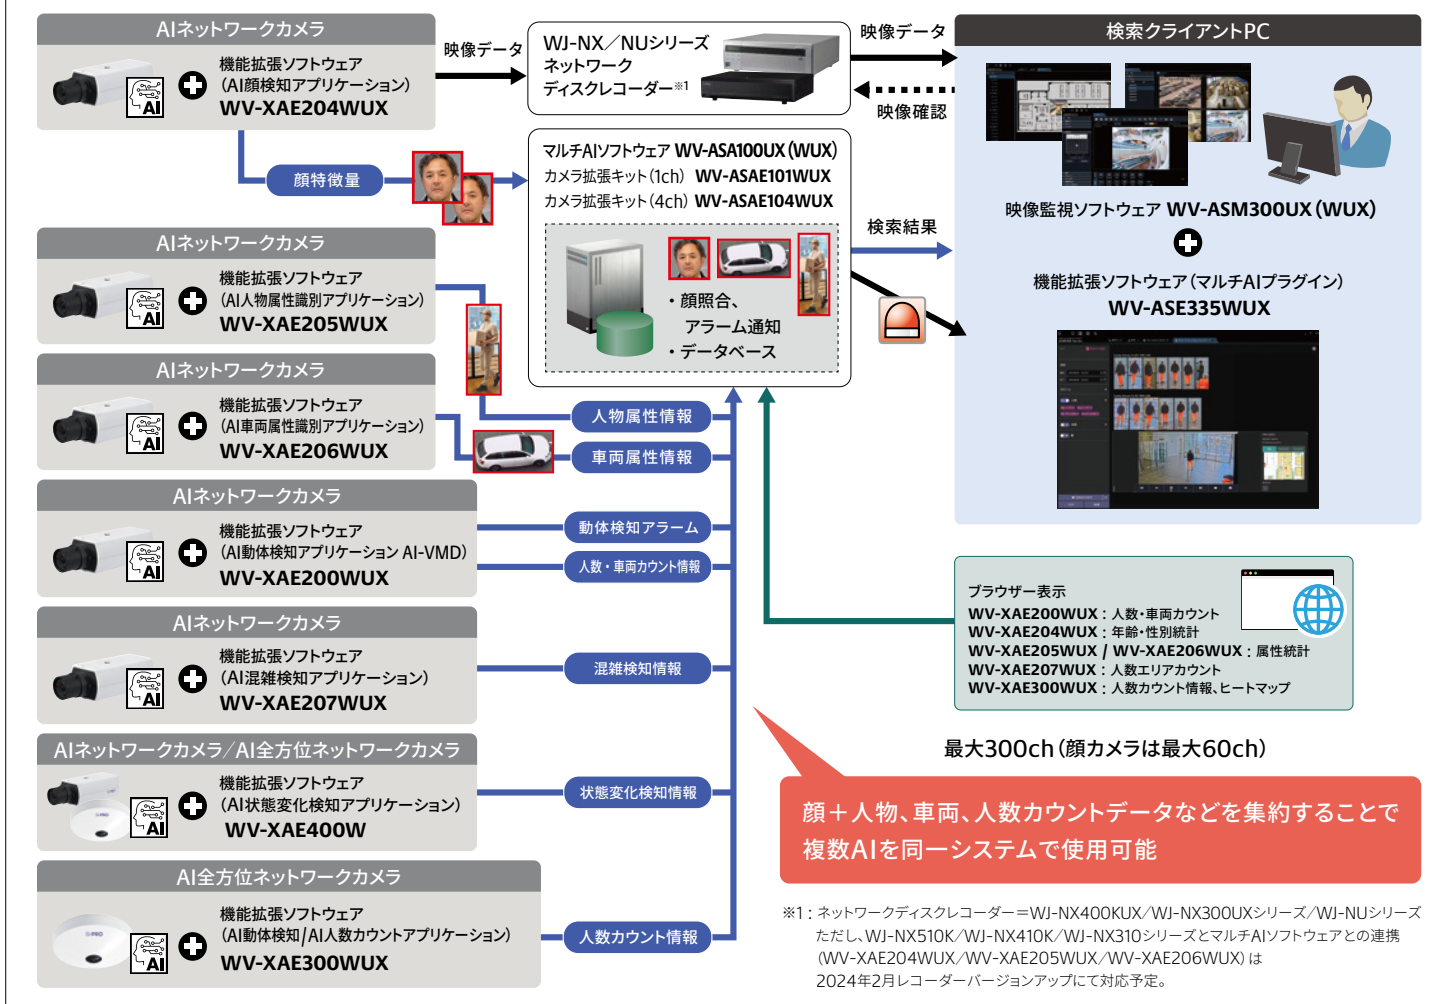 AIネットワークカメラ
機能拡張ソフトウェア
（AI顔検知アプリケーション）
WV-XAE204WUX
AI
映像データ
WJ-NX／NUシリーズ
ネットワーク
ディスクレコーダー※1
映像データ
映像確認
検索クライアントPC
顔特徴量
マルチAIソフトウェア WV-ASA100UX（WUX）
カメラ拡張キット（1ch） WV-ASAE101WUX
カメラ拡張キット（4ch） WV-ASAE104WUX
・顔照合、
アラーム通知
・データベース
検索結果
映像監視ソフトウェア WV-ASM300UX（WUX）
機能拡張ソフトウェア（マルチAIプラグイン）
WV-ASE335WUX
AIネットワークカメラ
機能拡張ソフトウェア
（AI人物属性識別アプリケーション）
WV-XAE205WUX
AI
AIネットワークカメラ
機能拡張ソフトウェア
（AI車両属性識別アプリケーション）
WV-XAE206WUX
AI
人物属性情報
車両属性情報
AIネットワークカメラ
機能拡張ソフトウェア
（AI動体検知アプリケーション AI-VMD）
WV-XAE200WUX
AI
動体検知アラーム
人数・車両カウント情報
ブラウザー表示
WV-XAE200WUX：人数・車両カウント
WV-XAE204WUX：年齢・性別統計
WV-XAE205WUX / WV-XAE206WUX：属性統計
WV-XAE207WUX：人数エリアカウント
WV-XAE300WUX：人数カウント情報、ヒートマップ
AIネットワークカメラ
機能拡張ソフトウェア
（AI混雑検知アプリケーション）
WV-XAE207WUX
AI
混雑検知情報
最大300ch（顔カメラは最大60ch）
AIネットワークカメラ／AI全方位ネットワークカメラ
機能拡張ソフトウェア
（AI状態変化検知アプリケーション）
WV-XAE400W
AI
状態変化検知情報
顔＋人物、車両、人数カウントデータなどを集約することで
複数AIを同一システムで使用可能
AI全方位ネットワークカメラ
機能拡張ソフトウェア
（AI動体検知/AI人数カウントアプリケーション）
WV-XAE300WUX
AI
人数カウント情報
※1：ネットワークディスクレコーダー＝WJ-NX400KUX／WJ-NX300UXシリーズ／WJ-NUシリーズ
ただし、WJ-NX510K／WJ-NX410K／WJ-NX310シリーズとマルチAIソフトウェアとの連携
（WV-XAE204WUX／WV-XAE205WUX／WV-XAE206WUX）は
2024年2月レコーダーバージョンアップにて対応予定。